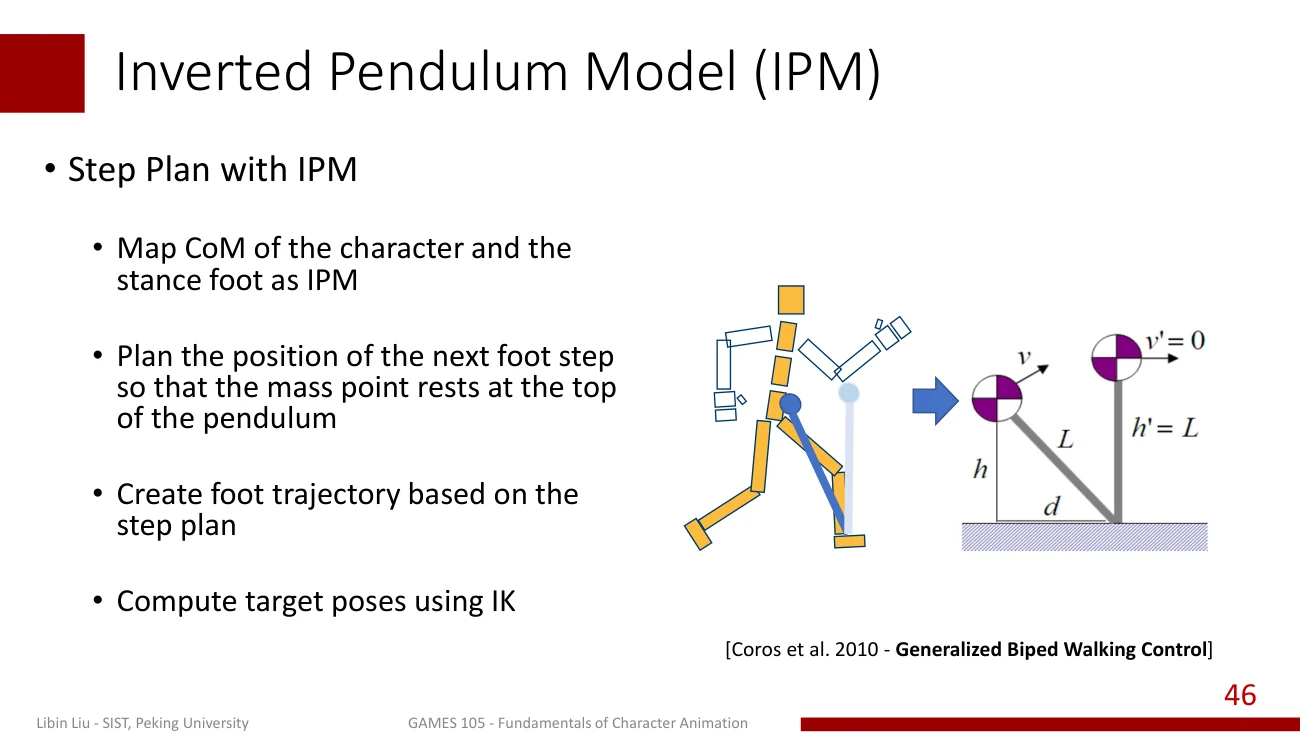 Inverted Pendulum Model (IPM)
• Step Plan with IPM
• Map CoM of the character and the
stance foot as IPM
• Plan the position of the next foot step
so that the mass point rests at the top
of the pendulum
• Create foot trajectory based on the
step plan
• Compute target poses using IK
v
v' = 0
L
h' = L
h
d
[Coros et al. 2010 - Generalized Biped Walking Control]
46
Libin Liu - SIST, Peking University
GAMES 105 - Fundamentals of Character Animation